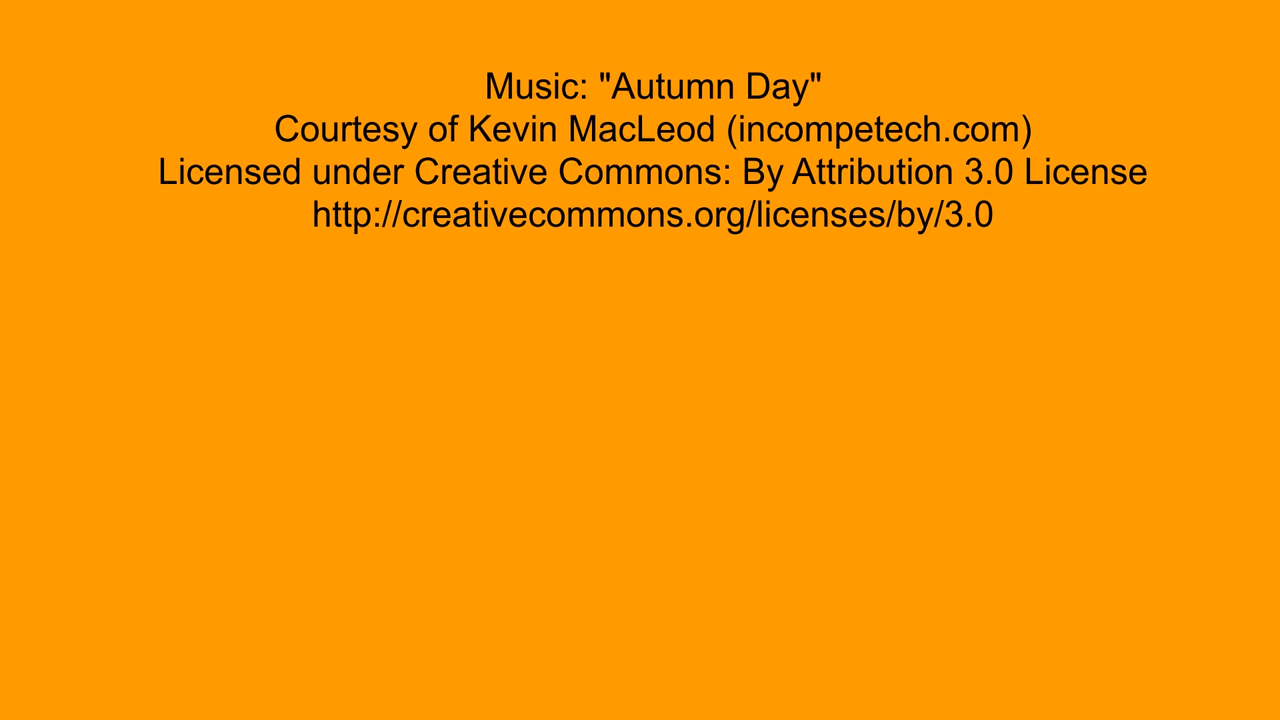 Music: "Autumn Day"
Courtesy of Kevin MacLeod (incompetech.com)
Licensed under Creative Commons: By Attribution 3.0 License
http://creativecommons.org/licenses/by/3.0